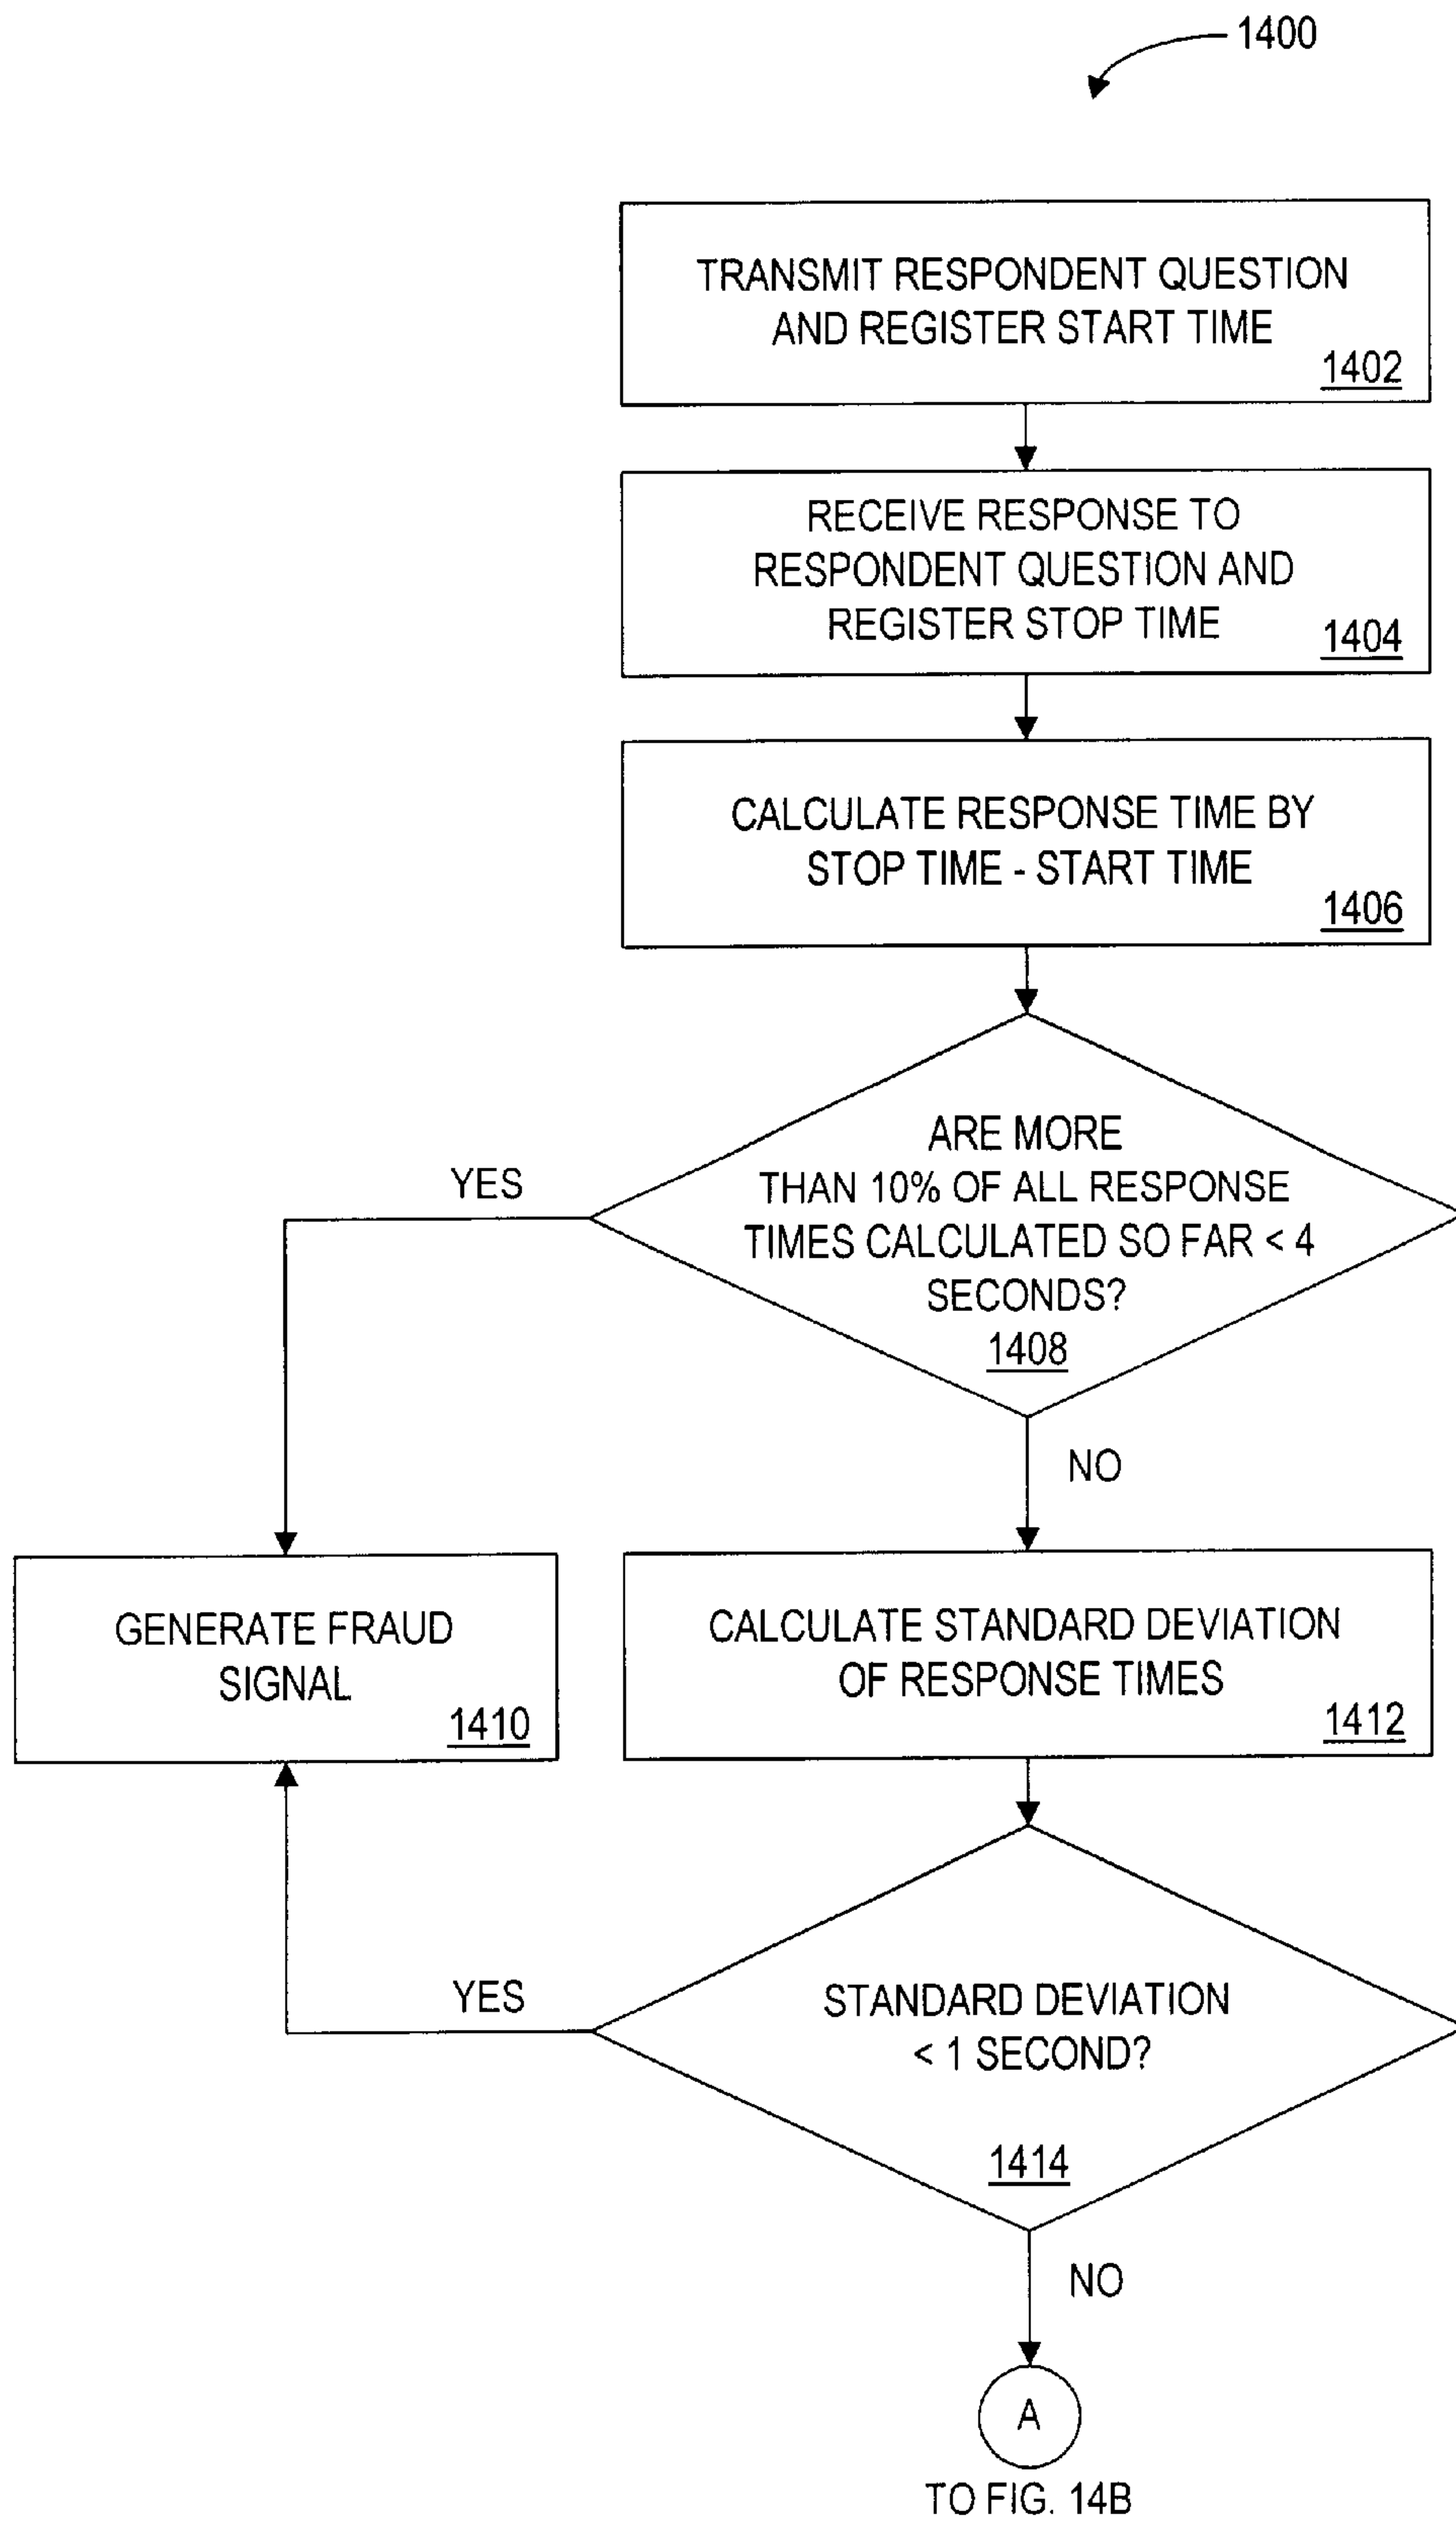 1400
TRANSMIT RESPONDENT QUESTION
AND REGISTER START TIME
1402
RECEIVE RESPONSE TO
RESPONDENT QUESTION AND
REGISTER STOP TIME
1404
CALCULATE RESPONSE TIME BY
STOP TIME - START TIME
1406
ARE MORE
THAN 10% OF ALL RESPONSE
TIMES CALCULATED SO FAR < 4
SECONDS?
1408
YES
NO
GENERATE FRAUD
SIGNAL
1410
CALCULATE STANDARD DEVIATION
OF RESPONSE TIMES
1412
STANDARD DEVIATION
< 1 SECOND?
1414
YES
NO
A
TO FIG. 14B